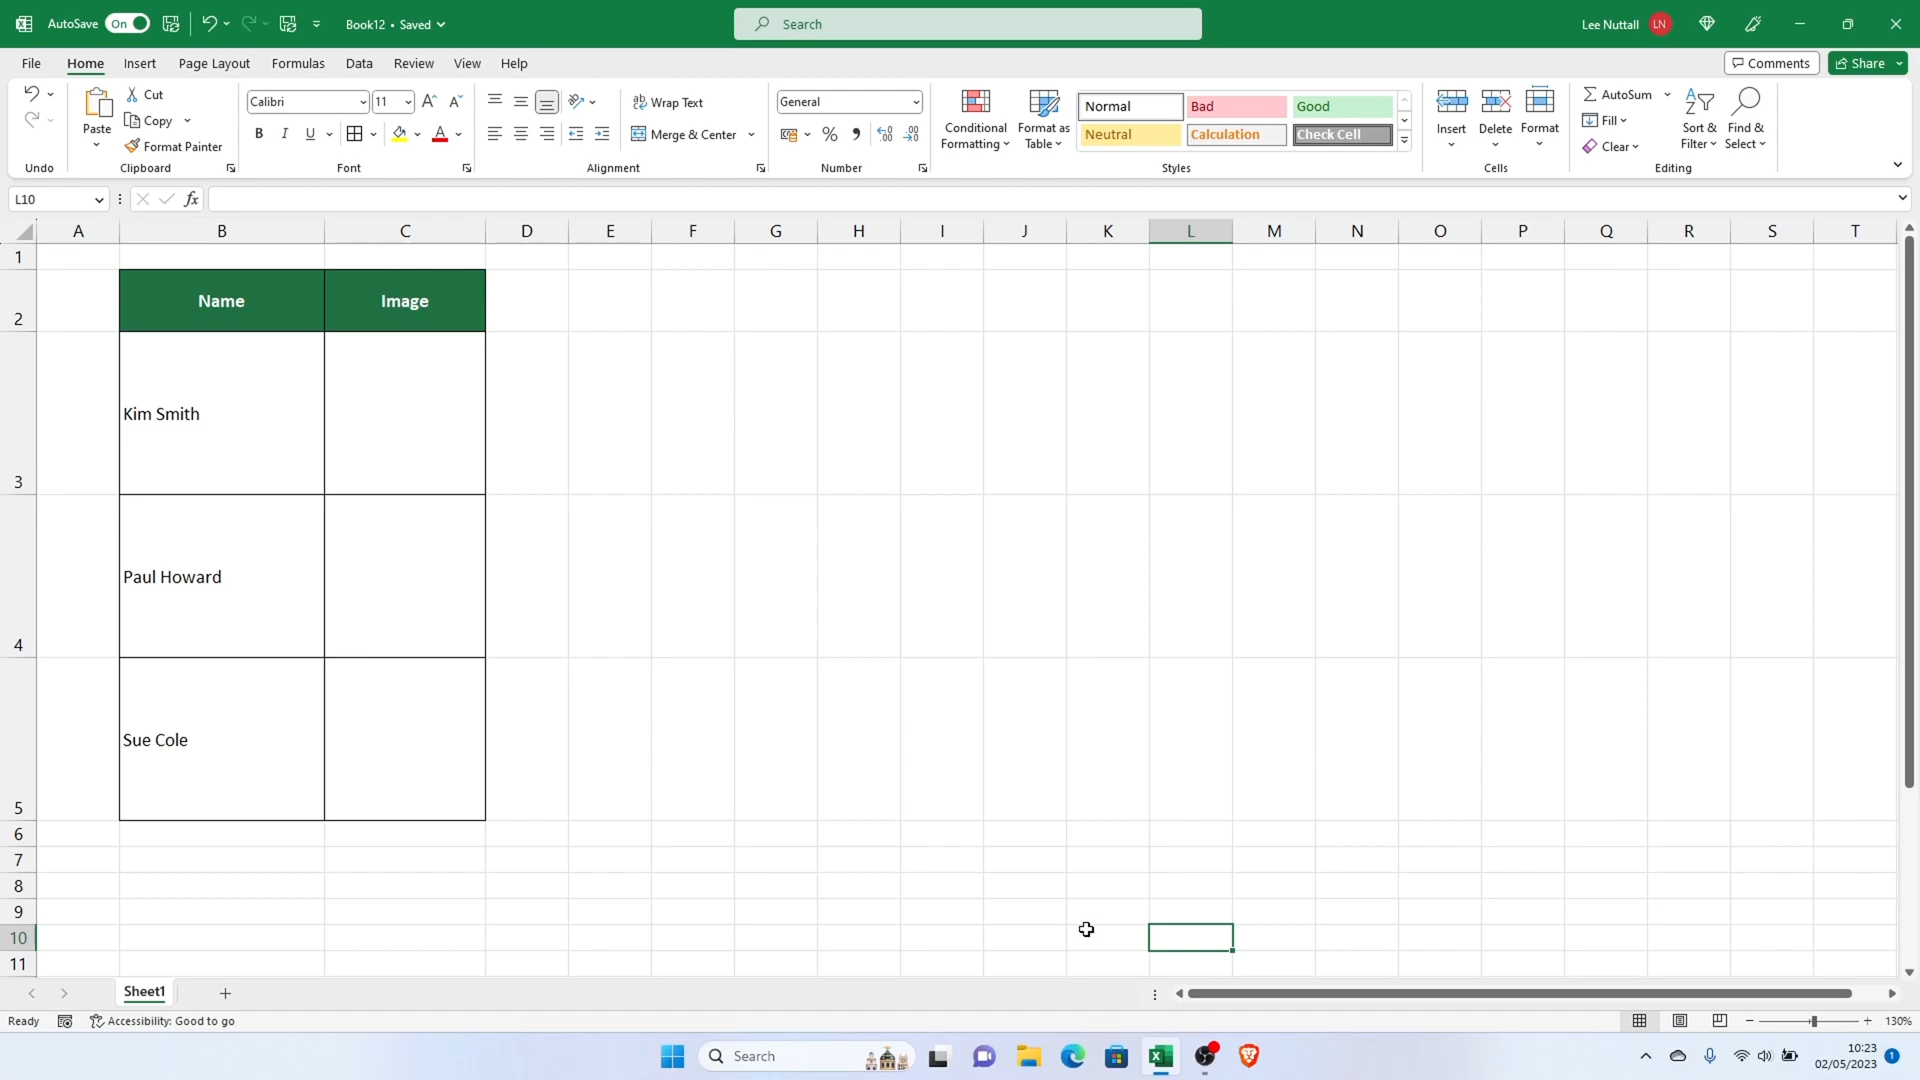 AutoSave On Book12 • Saved Search Lee Nuttall LN
File Home Insert Page Layout Formulas Data Review View Help Comments Share
Cut Calibri 11 Wrap Text General Normal Bad Good AutoSum
Paste Copy B I U Merge & Center % Conditional Formatting Format as Table Neutral Calculation Check Cell Insert Delete Format Fill Sort & Filter Find & Select
Format Painter Clear
Undo Clipboard Font Alignment Number Styles Cells Editing
L10 fx
A B C D E F G H I J K L M N O P Q R S T
1
2 Name Image
3 Kim Smith
4 Paul Howard
5 Sue Cole
6
7
8
9
10
11
Sheet1
Ready Accessibility: Good to go 130%
Search 10:23
02/05/2023 1